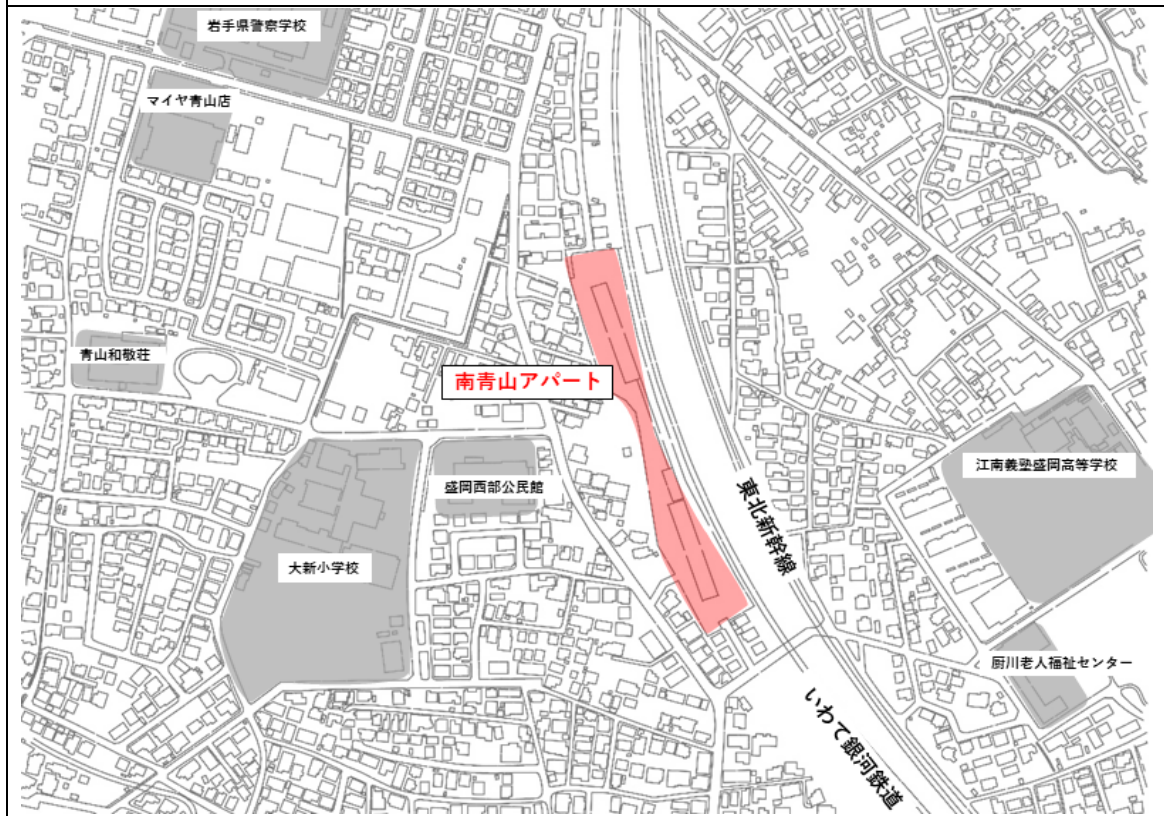 岩手県警察学校
マイヤ青山店
青山和敬荘
南青山アパート
盛岡西部公民館
大新小学校
東北新幹線
江南義塾盛岡高等学校
厨川老人福祉センター
いわて銀河鉄道